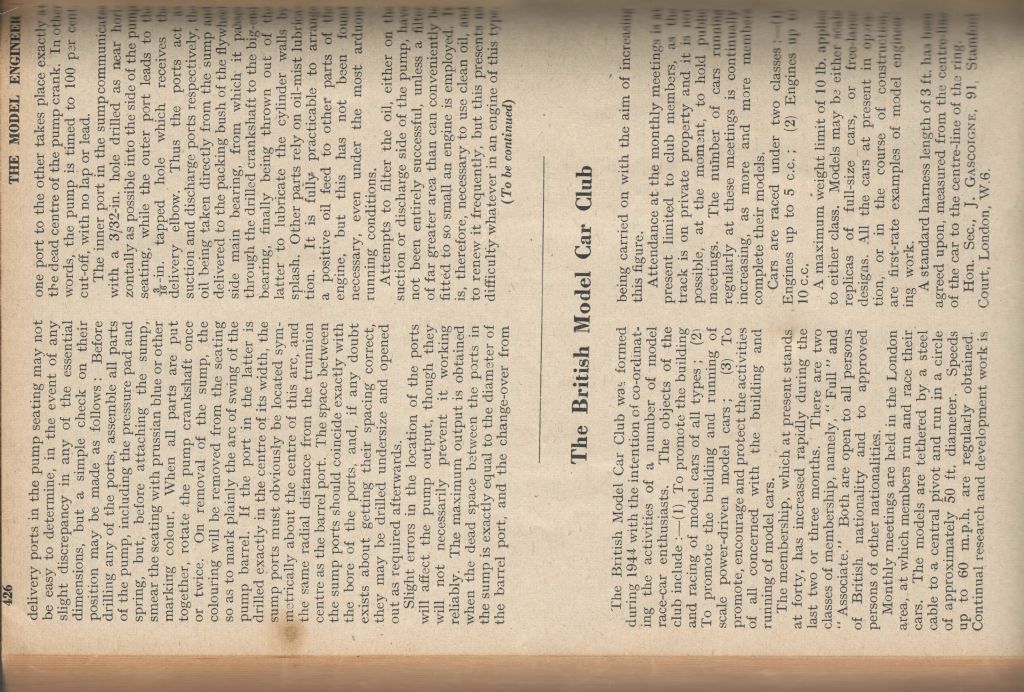 426 THE MODEL ENGINEER
delivery ports in the pump seating may not
be easy to determine, in the event of any
slight discrepancy in any of the essential
dimensions, but a simple check on their
position may be made as follows : Before
drilling any of the ports, assemble all parts
of the pump, including the pressure pad and
spring, but, before attaching the sump,
smear the seating with prussian blue or other
marking colour. When all parts are put
together, rotate the pump crankshaft once
or twice. On removal of the sump, the
colouring will be removed from the seating
so as to mark plainly the arc of swing of the
pump barrel. If the port in the latter is
drilled exactly in the centre of its width, the
sump ports must obviously be located sym-
metrically about the centre of this arc, and
the same radial distance from the trunnion
centre as the barrel port. The space between
the sump ports should coincide exactly with
the bore of the ports, and, if any doubt
exists about getting their spacing correct,
they may be drilled undersize and opened
out as required afterwards.
Slight errors in the location of the ports
will affect the pump output, though they
will not necessarily prevent it working
reliably. The maximum output is obtained
when the dead space between the ports in
the sump is exactly equal to the diameter of
the barrel port, and the change-over from
one port to the other takes place exactly
the dead centre of the pump crank. In
words, the pump is timed to 100 per cent
cut-off, with no lap or lead.
The inner port in the sump communicates
with a 3/32-in. hole drilled as near
zontally as possible into the side of the pump
seating, while the outer port leads to the
in. tapped hole which receives the
delivery elbow. Thus the ports act
suction and discharge ports respectively,
oil being taken directly from the sump and
delivered to the packing bush of the
side main bearing, from which it
through the drilled crankshaft to the
bearing, finally being thrown out of
latter to lubricate the cylinder walls
splash. Other parts rely on oil-mist
tion. It is fully practicable to arrange
a positive oil feed to other parts of the
engine, but this has not been found
necessary, even under the most arduous
running conditions.
Attempts to filter the oil, either on the
suction or discharge side of the pump, have
not been entirely successful, unless a filter
of far greater area than can conveniently
fitted to so small an engine is employed.
is, therefore, necessary to use clean oil, and
to renew it frequently, but this presents no
difficulty whatever in an engine of this type.
(To be continued)
The British Model Car Club
The British Model Car Club was formed
during 1944 with the intention of co-ordinat-
ing the activities of a number of model
race-car enthusiasts. The objects of the
club include :—(1) To promote the building
and racing of model cars of all types ; (2)
To promote the building and running of
scale power-driven model cars ; (3) To
promote, encourage and protect the activities
of all concerned with the building and
running of model cars.
The membership, which at present stands
at forty, has increased rapidly during the
last two or three months. There are two
classes of membership, namely, " Full " and
" Associate." Both are open to all persons
of British nationality and to approved
persons of other nationalities.
Monthly meetings are held in the London
area, at which members run and race their
cars. The models are tethered by a steel
cable to a central pivot and run in a circle
of approximately 50 ft. diameter. Speeds
up to 60 m.p.h. are regularly obtained.
Continual research and development work is
being carried on with the aim of increasing
this figure.
Attendance at the monthly meetings is
present limited to club members, as the
track is on private property and it is not
possible, at the moment, to hold public
meetings. The number of cars running
regularly at these meetings is continually
increasing, as more and more members
complete their models.
Cars are raced under two classes :—(1)
Engines up to 5 c.c. ; (2) Engines up to
10 c.c.
A maximum weight limit of 10 lb. applies
to either class. Models may be either scale
replicas of full-size cars, or free-lance
designs. All the cars at present in
tion, or in the course of construction,
are first-rate examples of model engineer-
ing work.
A standard harness length of 3 ft. has been
agreed upon, measured from the centre-line
of the car to the centre-line of the ring.
Hon. Sec., J. GASCOIGNE, 91, Stamford
Court, London, W.6.